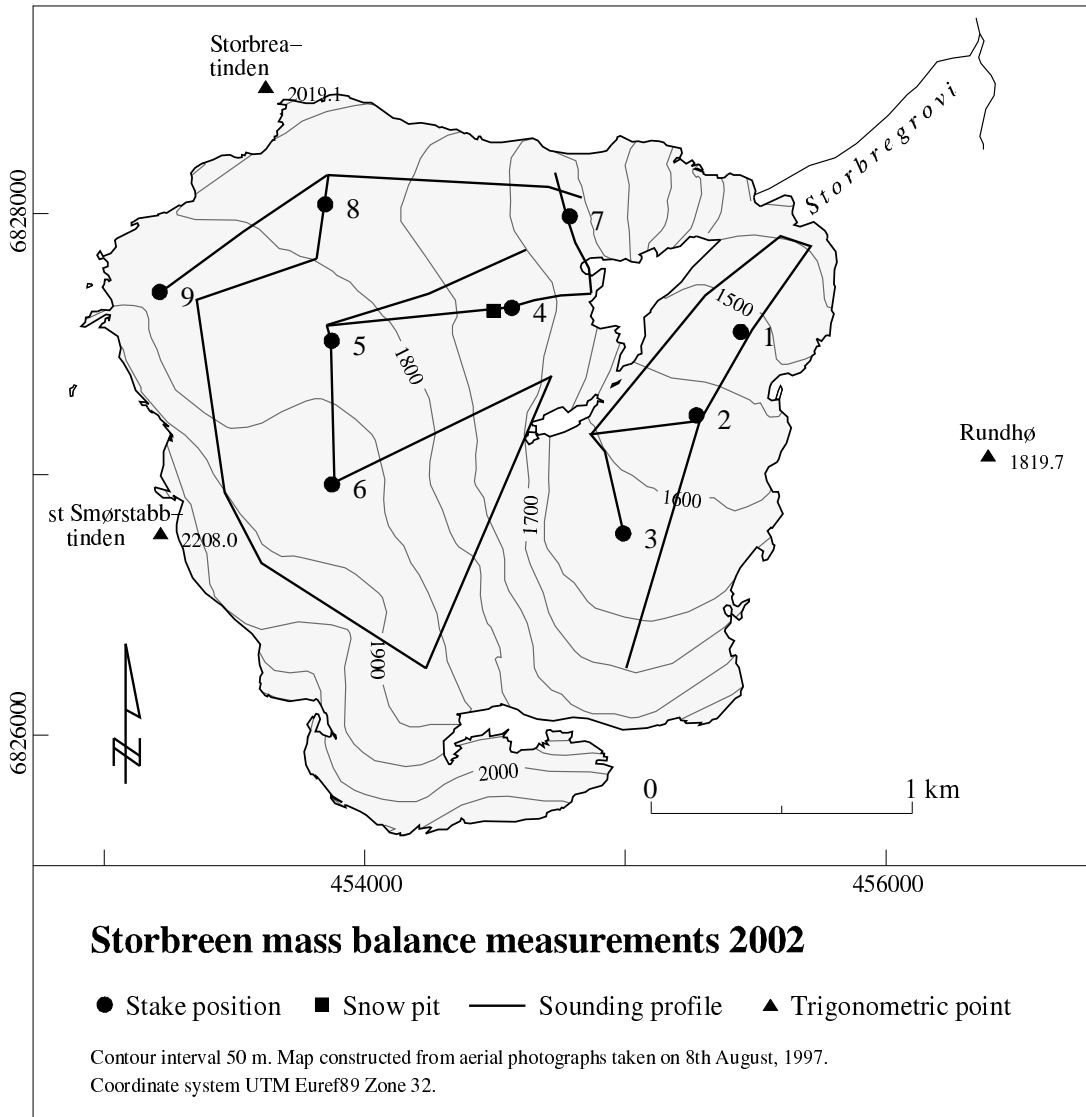 Storbrea–
tinden
2019.1
Storbregrovi
6828000
8
7
9
1500
4
1
5
1800
2
Rundhø
1819.7
6
1600
1700
st Smørstabb–
tinden
2208.0
3
1900
6826000
2000
0
1 km
454000
456000
Storbreen mass balance measurements 2002
Stake position
Snow pit
Sounding profile
Trigonometric point
Contour interval 50 m. Map constructed from aerial photographs taken on 8th August, 1997.
Coordinate system UTM Euref89 Zone 32.